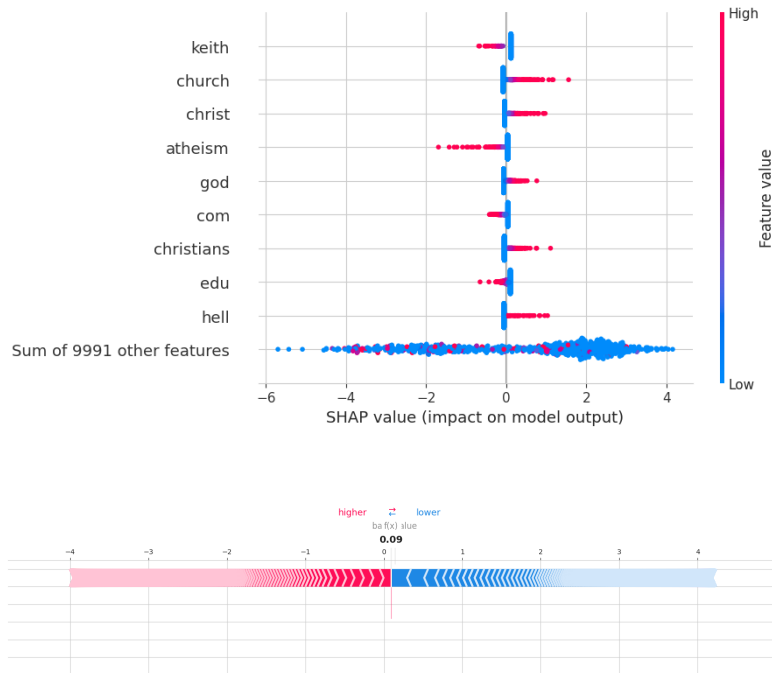 High
keith
church
christ
atheism
god
com
christians
edu
hell
Sum of 9991 other features
Feature value
Low
−6 −4 −2 0 2 4
SHAP value (impact on model output)
higher ⇄ lower
f(x)
0.09
−4 −3 −2 −1 0 1 2 3 4